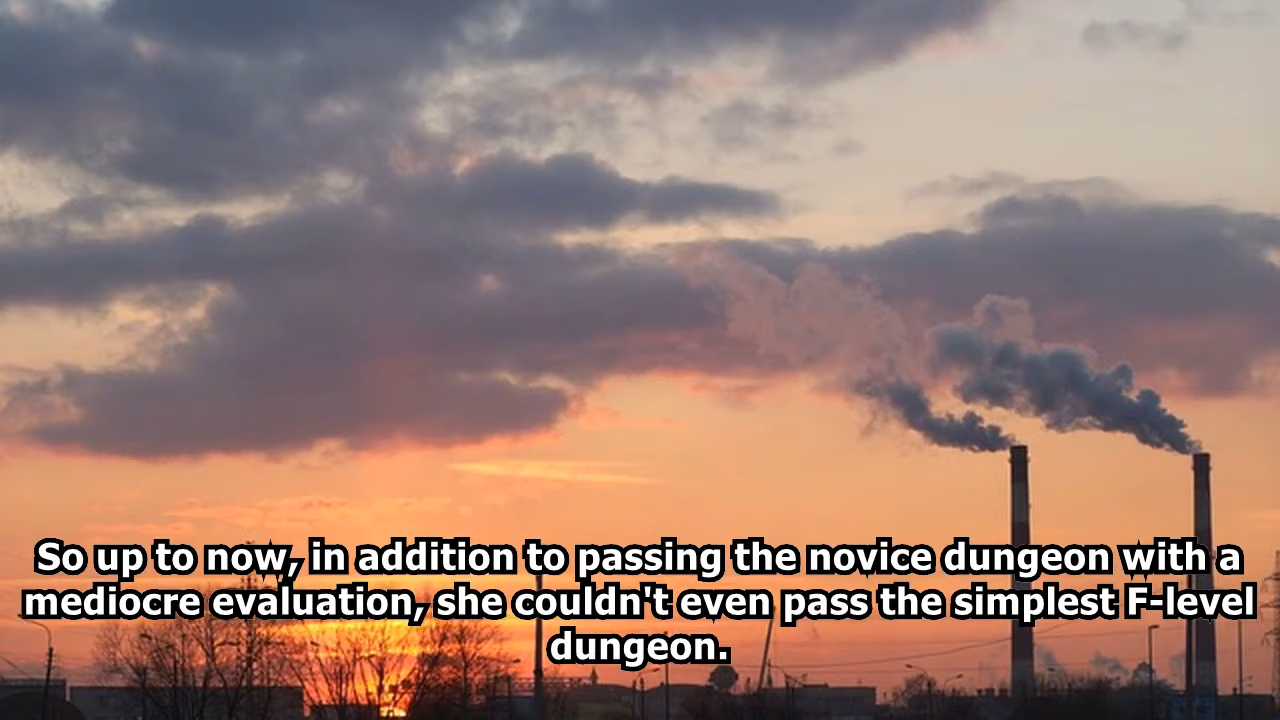 So up to now, in addition to passing the novice dungeon with a
mediocre evaluation, she couldn't even pass the simplest F-level
dungeon.